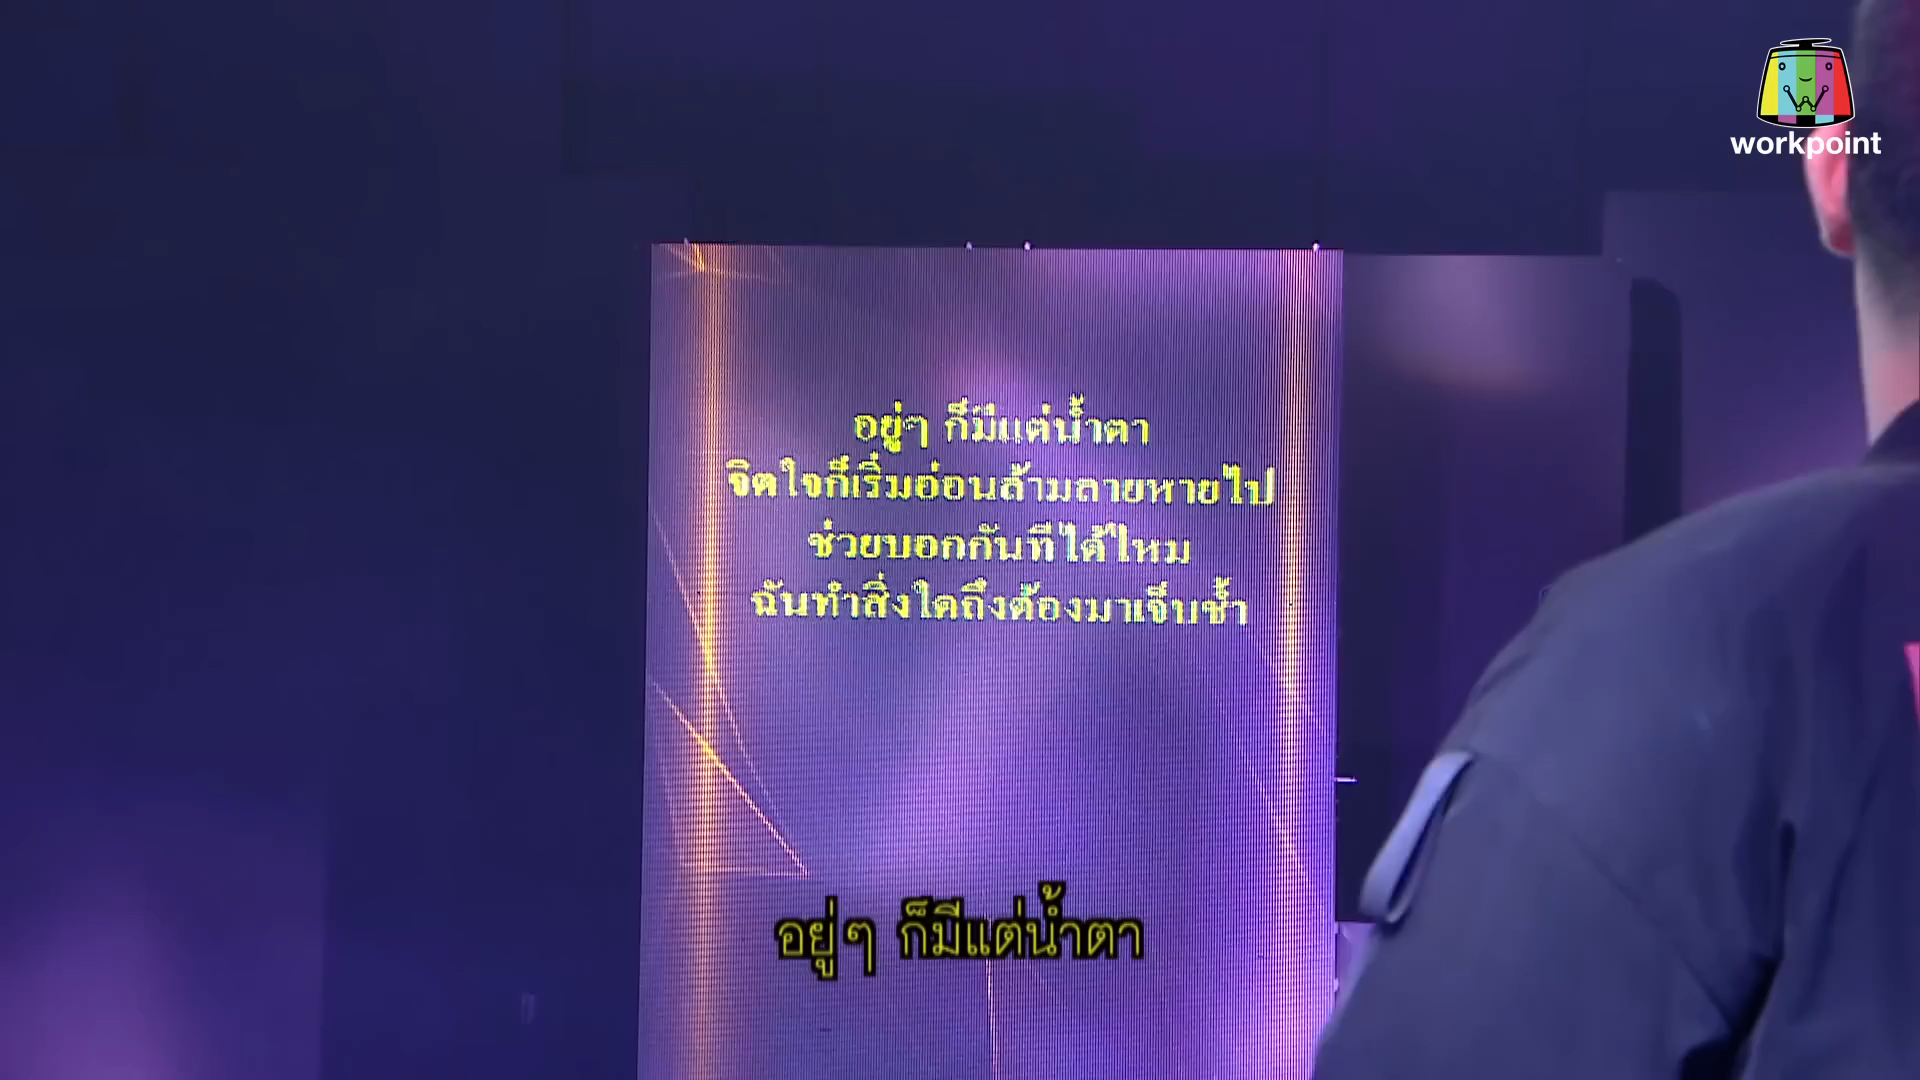 workpoint
อยู่ๆ ก็มีแต่น้ำตา
จิตใจก็เริ่มอ่อนล้ามลายหายไป
ช่วยบอกกันทีได้ไหม
ฉันทำสิ่งใดถึงต้องมาเจ็บช้ำ
อยู่ๆ ก็มีแต่น้ำตา